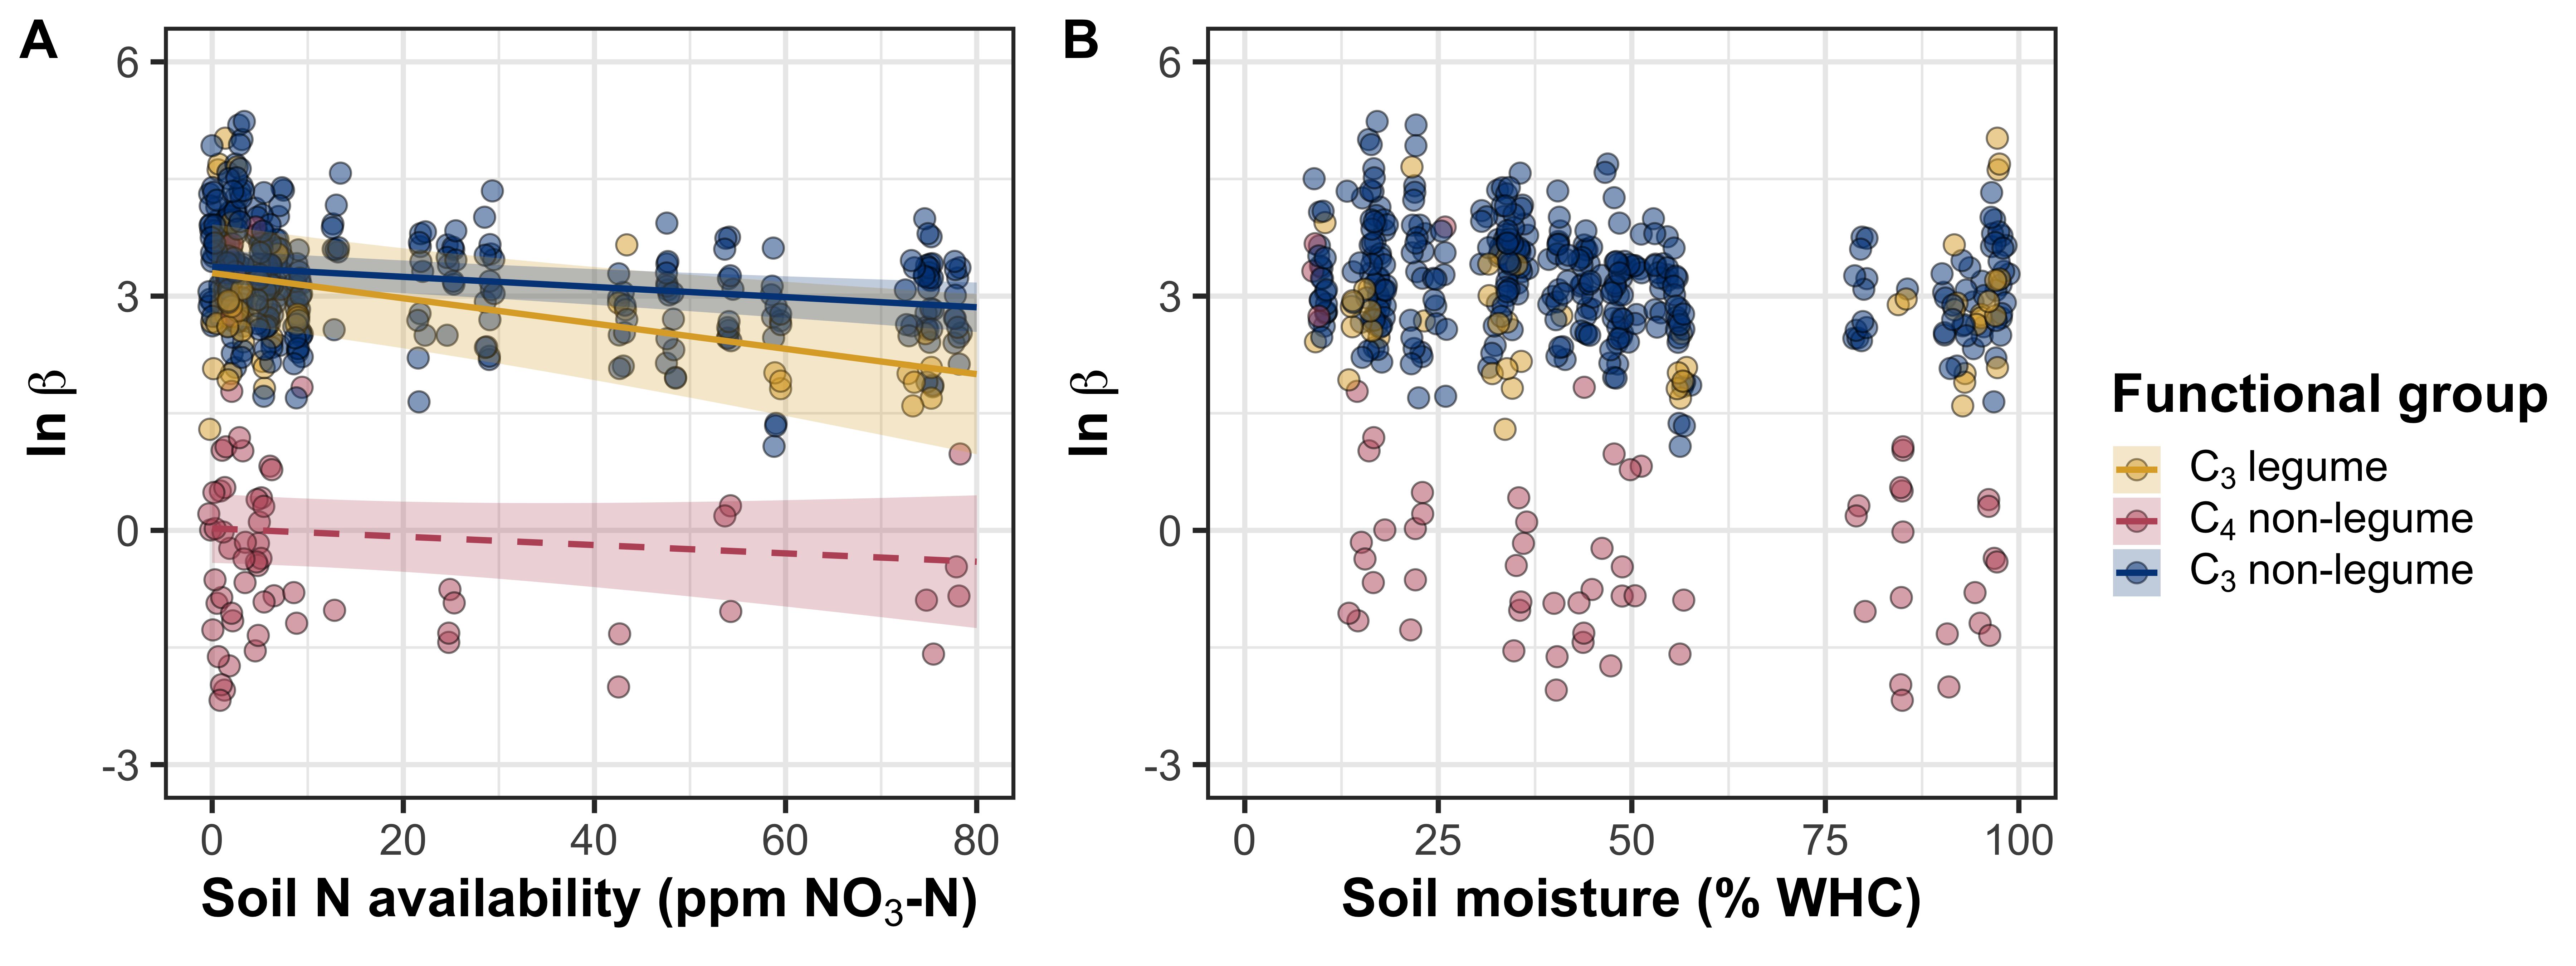 A
6
3
0
-3
ln β
0 20 40 60 80
Soil N availability (ppm NO₃-N)
B
6
3
0
-3
ln β
0 25 50 75 100
Soil moisture (% WHC)
Functional group
C₃ legume
C₄ non-legume
C₃ non-legume